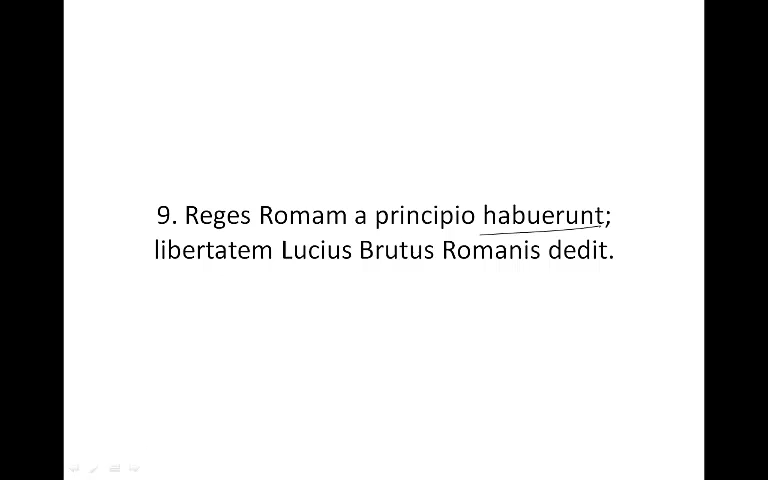 9. Reges Romam a principio habuerunt;
libertatem Lucius Brutus Romanis dedit.